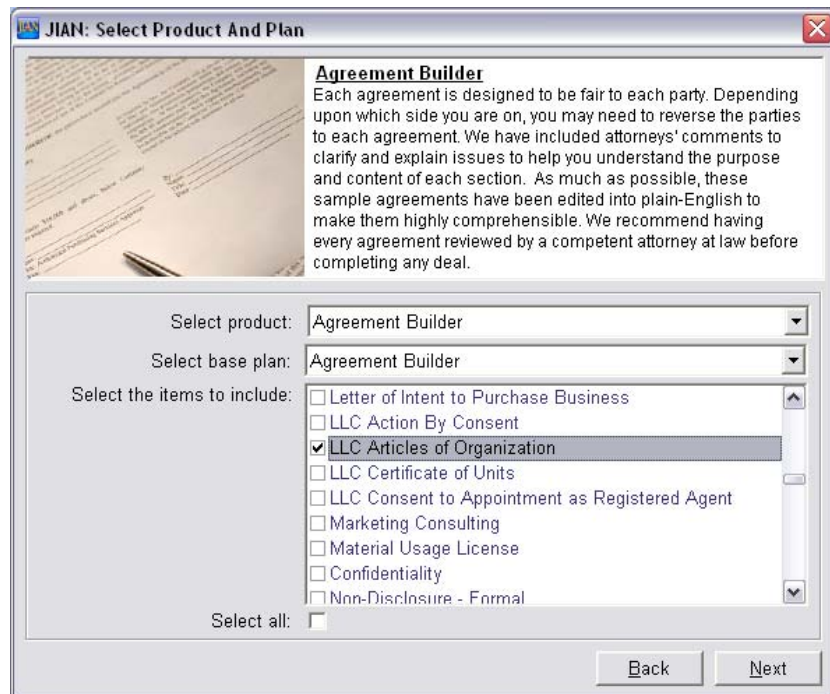 JIAN: Select Product And Plan
Agreement Builder
Each agreement is designed to be fair to each party. Depending
upon which side you are on, you may need to reverse the parties
to each agreement. We have included attorneys' comments to
clarify and explain issues to help you understand the purpose
and content of each section.  As much as possible, these
sample agreements have been edited into plain-English to
make them highly comprehensible. We recommend having
every agreement reviewed by a competent attorney at law before
completing any deal.
Select product: Agreement Builder
Select base plan: Agreement Builder
Select the items to include:
Letter of Intent to Purchase Business
LLC Action By Consent
LLC Articles of Organization
LLC Certificate of Units
LLC Consent to Appointment as Registered Agent
Marketing Consulting
Material Usage License
Confidentiality
Non-Disclosure - Formal
Select all:
Back Next